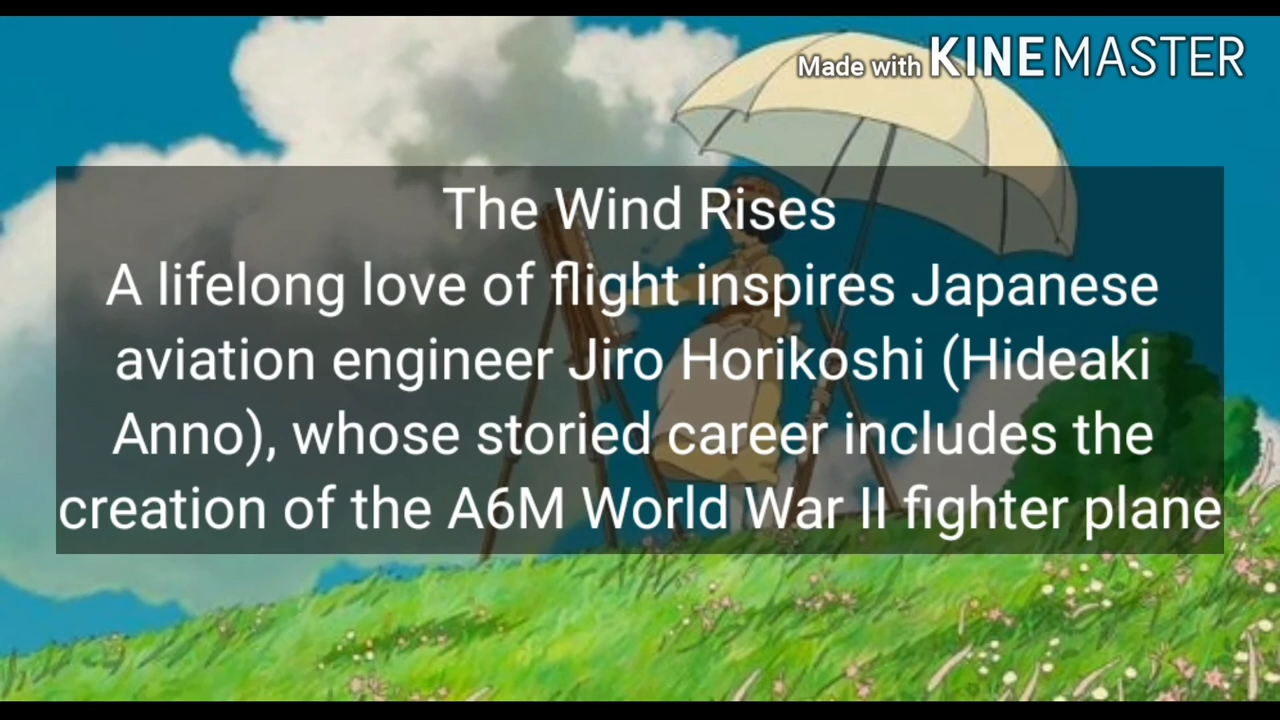 Made with KINEMASTER
The Wind Rises
A lifelong love of flight inspires Japanese
aviation engineer Jiro Horikoshi (Hideaki
Anno), whose storied career includes the
creation of the A6M World War II fighter plane